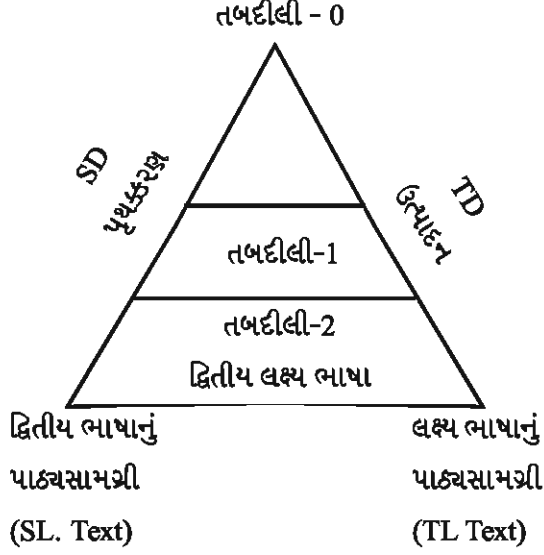 તબદીલી - 0
SD
પૃથક્કરણ
TD
ઉત્પાદન
તબદીલી-1
તબદીલી-2
દ્વિતીય લક્ષ્ય ભાષા
દ્વિતીય ભાષાનું
પાઠ્યસામગ્રી
(SL. Text)
લક્ષ્ય ભાષાનું
પાઠ્યસામગ્રી
(TL Text)